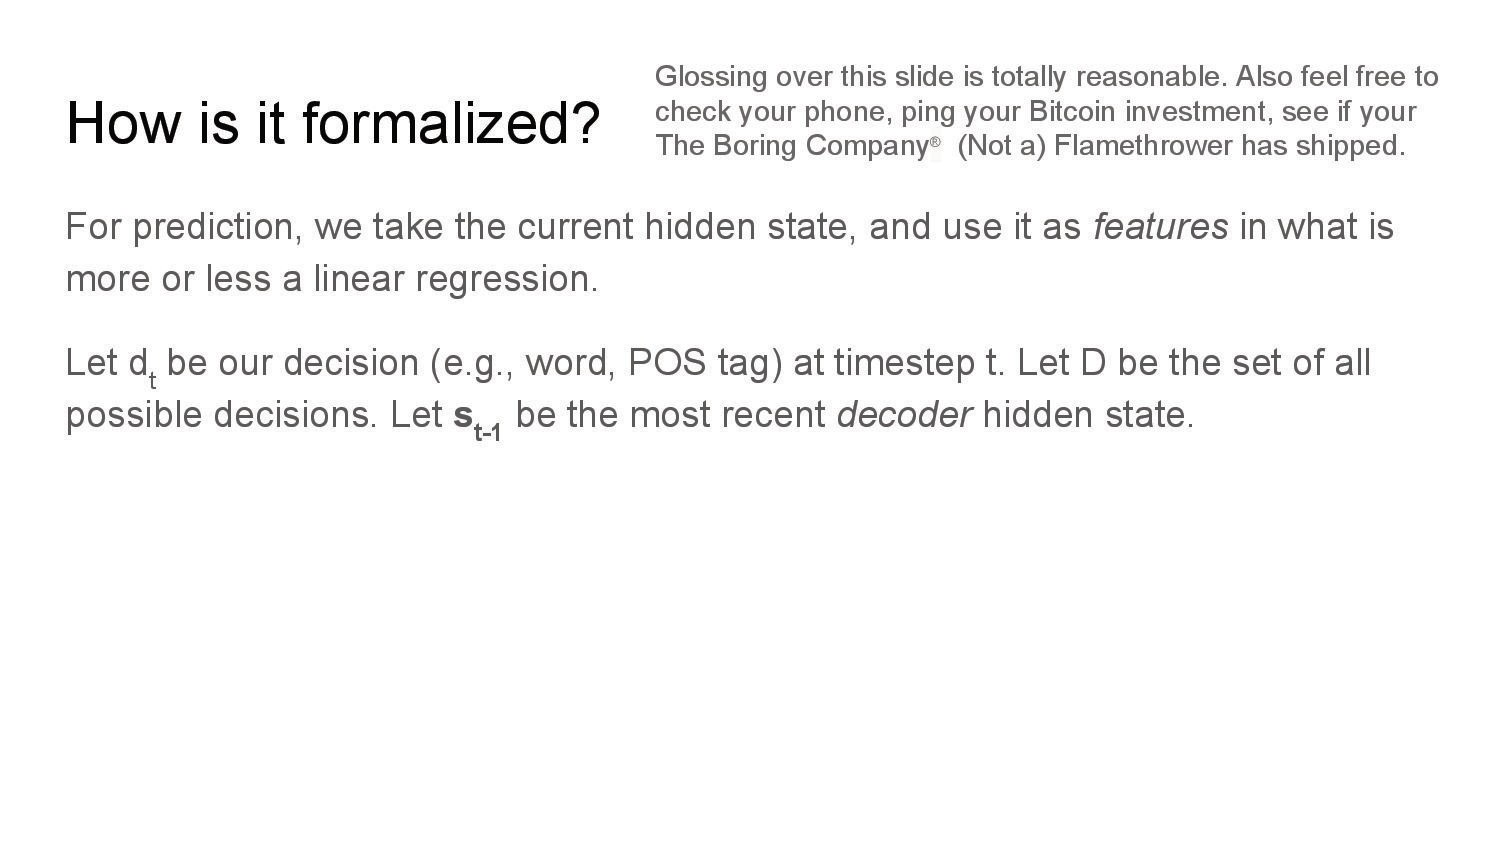 How is it formalized?
Glossing over this slide is totally reasonable. Also feel free to
check your phone, ping your Bitcoin investment, see if your
The Boring Company® (Not a) Flamethrower has shipped.
For prediction, we take the current hidden state, and use it as features in what is
more or less a linear regression.
Let dt be our decision (e.g., word, POS tag) at timestep t. Let D be the set of all
possible decisions. Let st-1 be the most recent decoder hidden state.